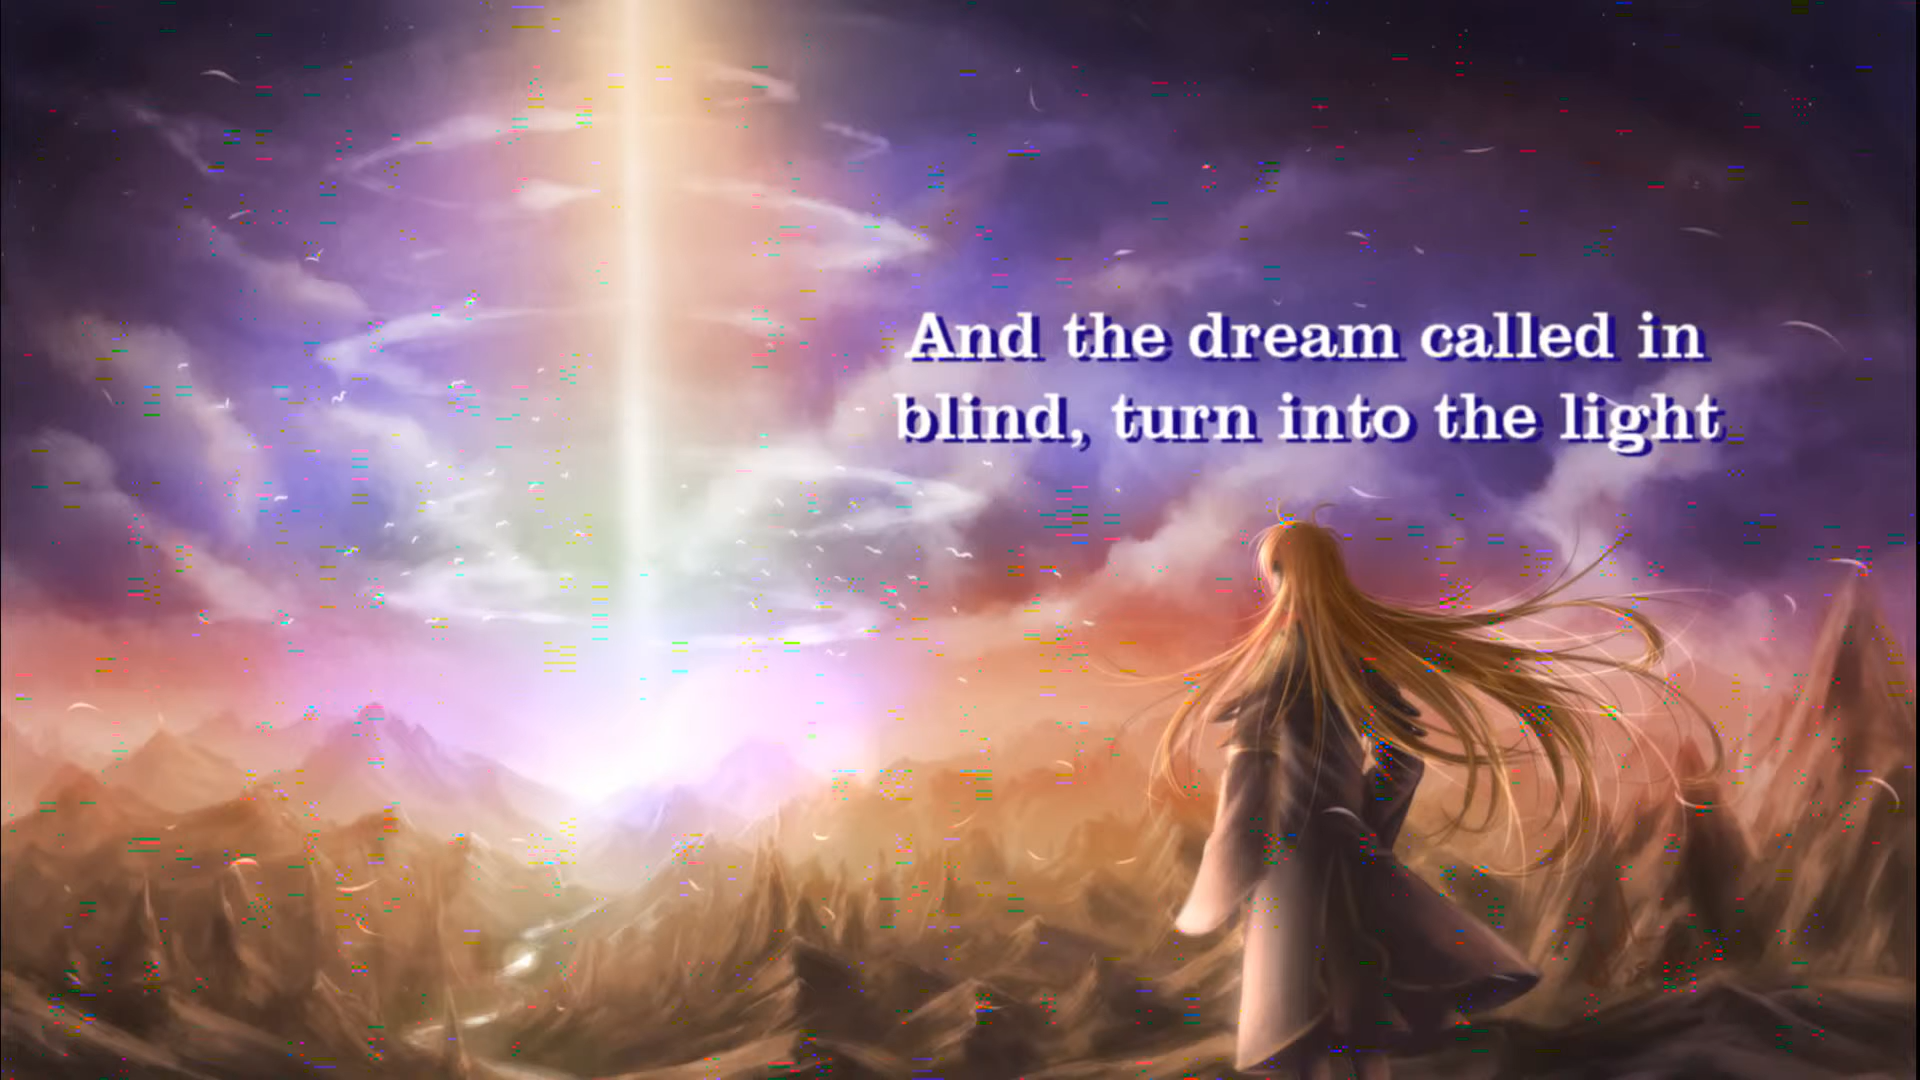 And the dream called in
blind, turn into the light